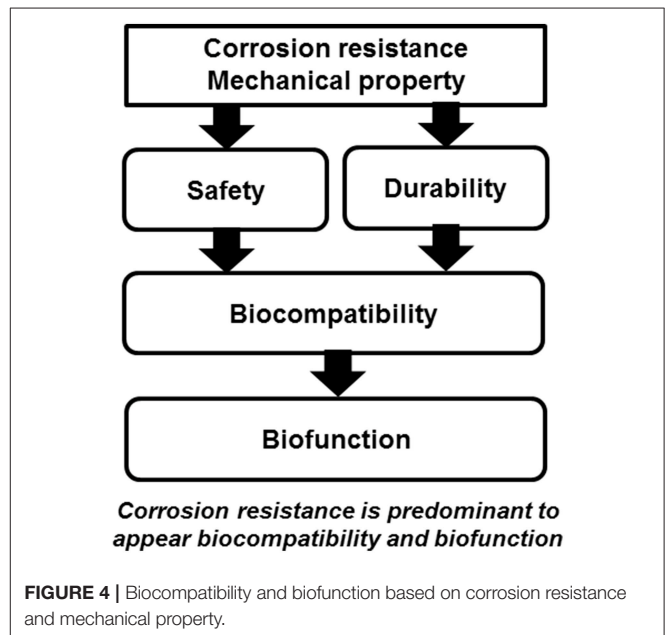 Corrosion resistance
Mechanical property
Safety
Durability
Biocompatibility
Biofunction
Corrosion resistance is predominant to
appear biocompatibility and biofunction
FIGURE 4 | Biocompatibility and biofunction based on corrosion resistance
and mechanical property.